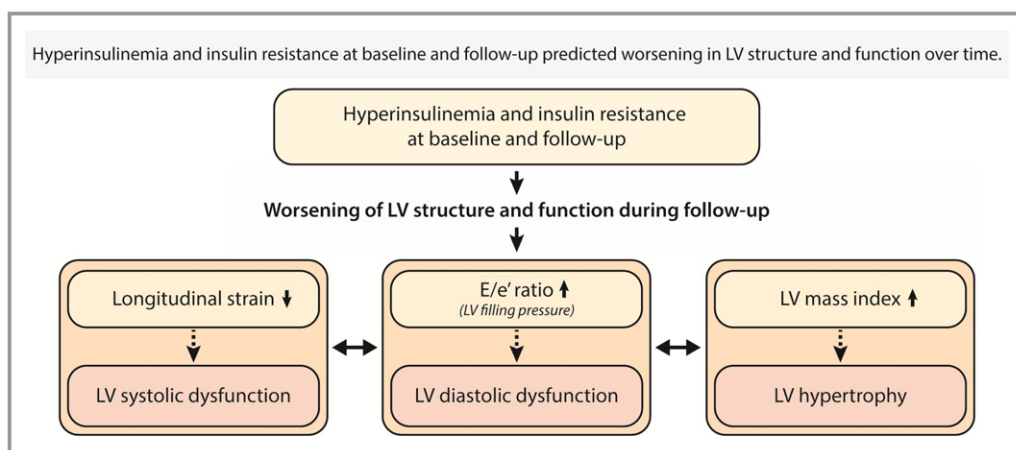 Hyperinsulinemia and insulin resistance at baseline and follow-up predicted worsening in LV structure and function over time.
Hyperinsulinemia and insulin resistance
at baseline and follow-up
Worsening of LV structure and function during follow-up
Longitudinal strain
LV systolic dysfunction
E/e' ratio
(LV filling pressure)
LV diastolic dysfunction
LV mass index
LV hypertrophy